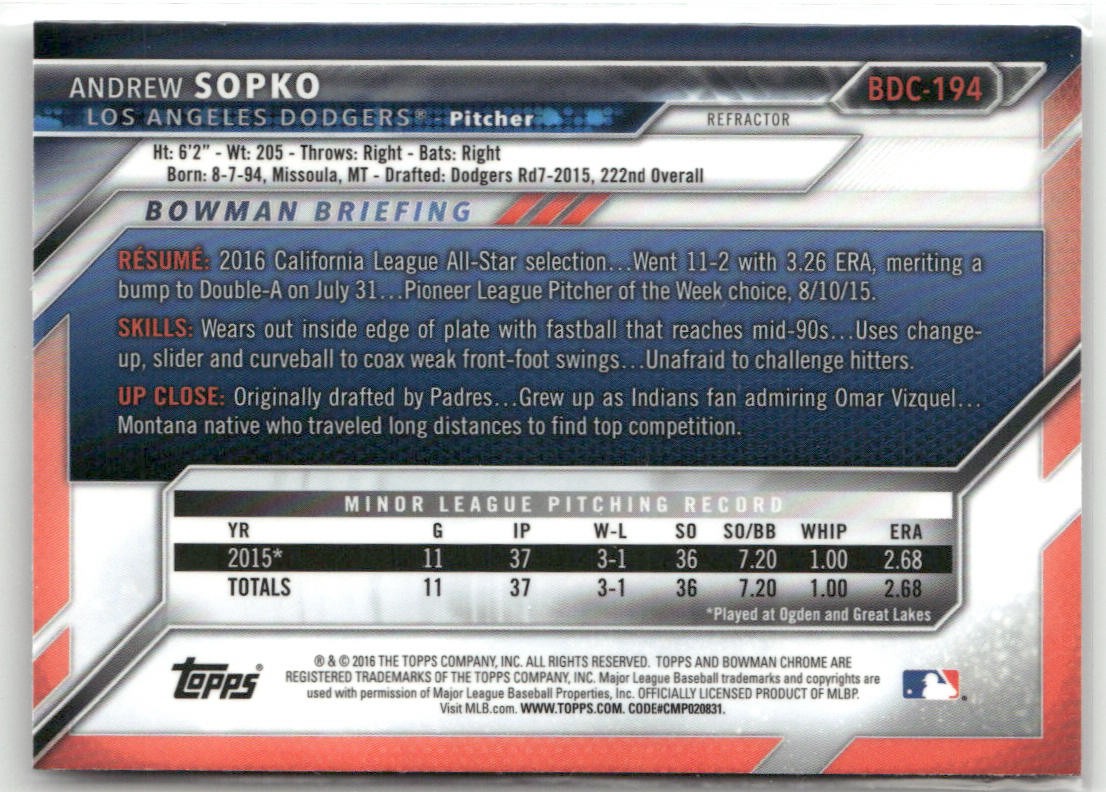 ANDREW SOPKO
BDC-194
LOS ANGELES DODGERS® · Pitcher
REFRACTOR
Ht: 6'2" - Wt: 205 - Throws: Right - Bats: Right
Born: 8-7-94, Missoula, MT - Drafted: Dodgers Rd7-2015, 222nd Overall
BOWMAN BRIEFING
RÉSUMÉ: 2016 California League All-Star selection...Went 11-2 with 3.26 ERA, meriting a
bump to Double-A on July 31...Pioneer League Pitcher of the Week choice, 8/10/15.
SKILLS: Wears out inside edge of plate with fastball that reaches mid-90s...Uses change-
up, slider and curveball to coax weak front-foot swings...Unafraid to challenge hitters.
UP CLOSE: Originally drafted by Padres...Grew up as Indians fan admiring Omar Vizquel...
Montana native who traveled long distances to find top competition.
MINOR LEAGUE PITCHING RECORD
YR G IP W-L SO SO/BB WHIP ERA
2015* 11 37 3-1 36 7.20 1.00 2.68
TOTALS 11 37 3-1 36 7.20 1.00 2.68
*Played at Ogden and Great Lakes
Topps®
® & © 2016 THE TOPPS COMPANY, INC. ALL RIGHTS RESERVED. TOPPS AND BOWMAN CHROME ARE
REGISTERED TRADEMARKS OF THE TOPPS COMPANY, INC. Major League Baseball trademarks and copyrights are
used with permission of Major League Baseball Properties, Inc. OFFICIALLY LICENSED PRODUCT OF MLBP.
Visit MLB.com. WWW.TOPPS.COM. CODE#CMP020831.